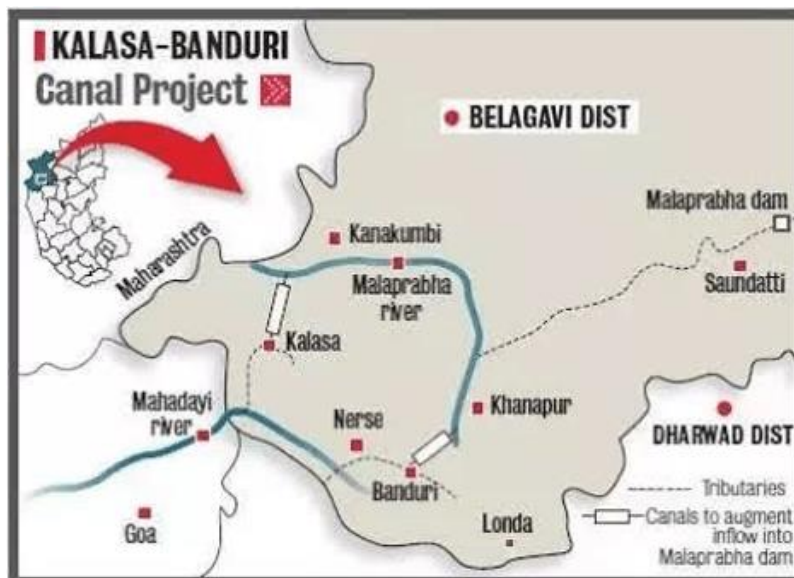 KALASA-BANDURI
Canal Project
BELAGAVI DIST
Malaprabha dam
Kanakumbi
Maharashtra
Malaprabha
river
Saundatti
Kalasa
Mahadayi
river
Nerse
Khanapur
DHARWAD DIST
Banduri
Tributaries
Goa
Londa
Canals to augment
inflow into
Malaprabha dam